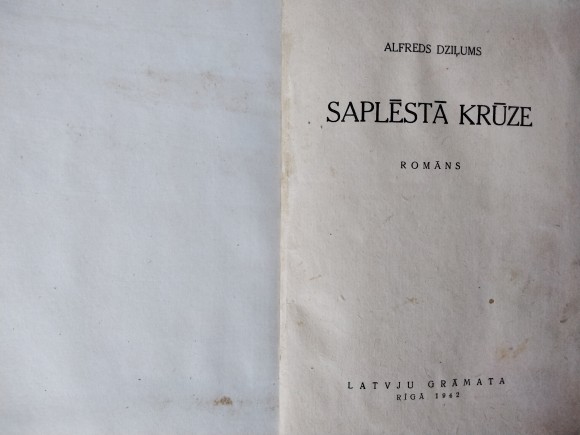 ALFREDS DZIĻUMS
SAPLĒSTĀ KRŪZE
ROMĀNS
LATVJU GRĀMATA
RĪGĀ 1942